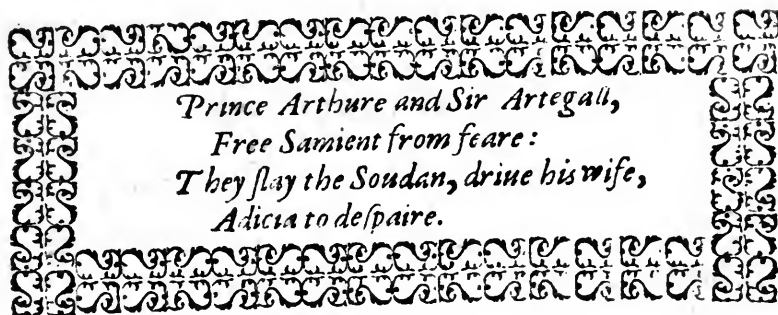 Prince Arthure and Sir Artegall,
Free Samient from feare:
They ſlay the Soudan, driue his wife,
Adicia to deſpaire.